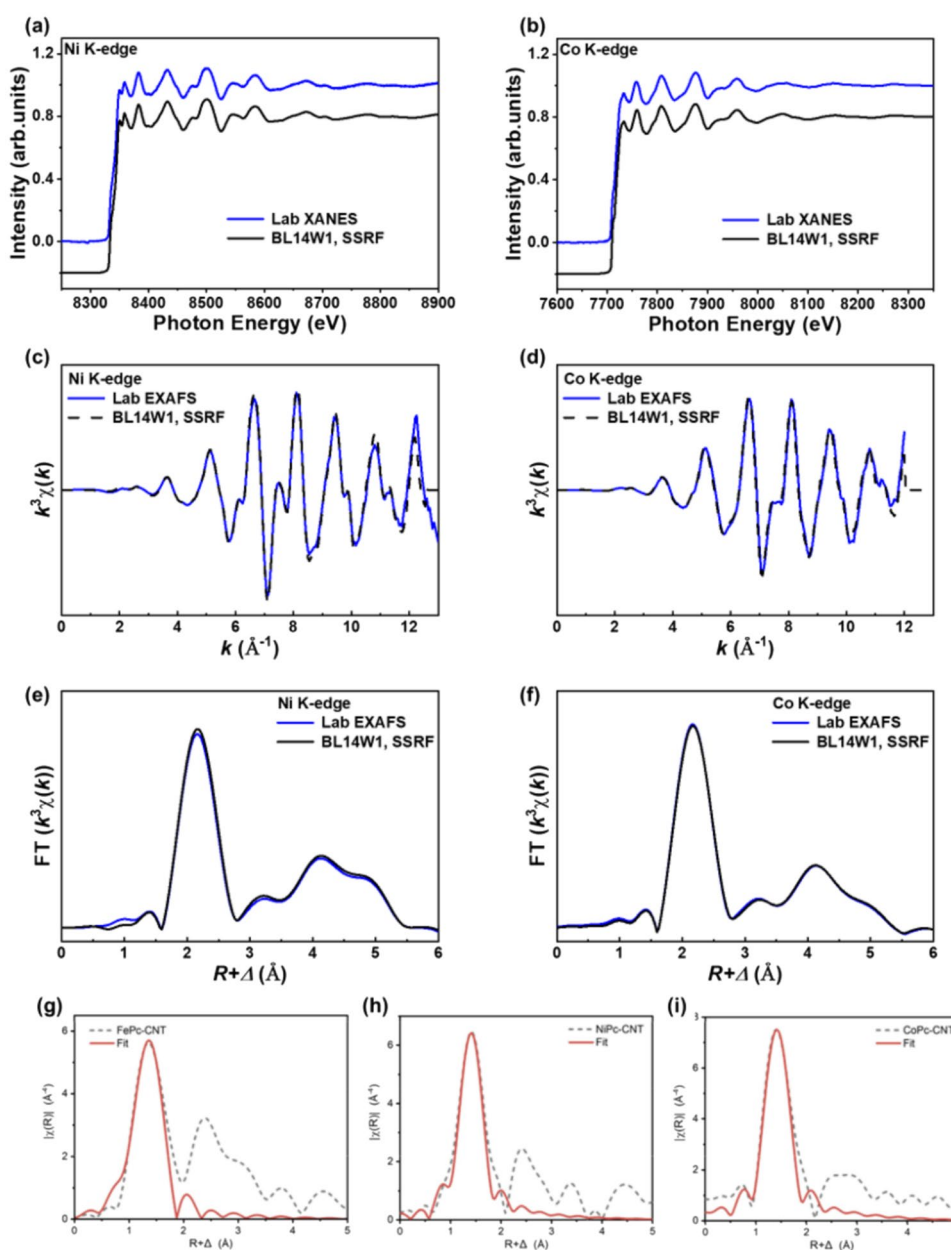 (a)
Ni K-edge
1.2
0.8
0.4
0.0
Intensity (arb.units)
Lab XANES
BL14W1, SSRF
8300 8400 8500 8600 8700 8800 8900
Photon Energy (eV)
(b)
Co K-edge
1.2
0.8
0.4
0.0
Intensity (arb.units)
Lab XANES
BL14W1, SSRF
7600 7700 7800 7900 8000 8100 8200 8300
Photon Energy (eV)
(c)
Ni K-edge
Lab EXAFS
BL14W1, SSRF
k³χ(k)
0 2 4 6 8 10 12
k (Å⁻¹)
(d)
Co K-edge
Lab EXAFS
BL14W1, SSRF
k³χ(k)
0 2 4 6 8 10 12
k (Å⁻¹)
(e)
Ni K-edge
Lab EXAFS
BL14W1, SSRF
FT (k³χ(k))
0 1 2 3 4 5 6
R+Δ (Å)
(f)
Co K-edge
Lab EXAFS
BL14W1, SSRF
FT (k³χ(k))
0 1 2 3 4 5 6
R+Δ (Å)
(g)
FePc-CNT
Fit
6
4
2
0
|χ(R)| (Å⁻⁴)
0 1 2 3 4 5
R+Δ (Å)
(h)
NiPc-CNT
Fit
6
4
2
0
|χ(R)| (Å⁻⁴)
0 1 2 3 4 5
R+Δ (Å)
(i)
CoPc-CNT
Fit
8
6
4
2
0
|χ(R)| (Å⁻⁴)
0 1 2 3 4 5
R+Δ (Å)